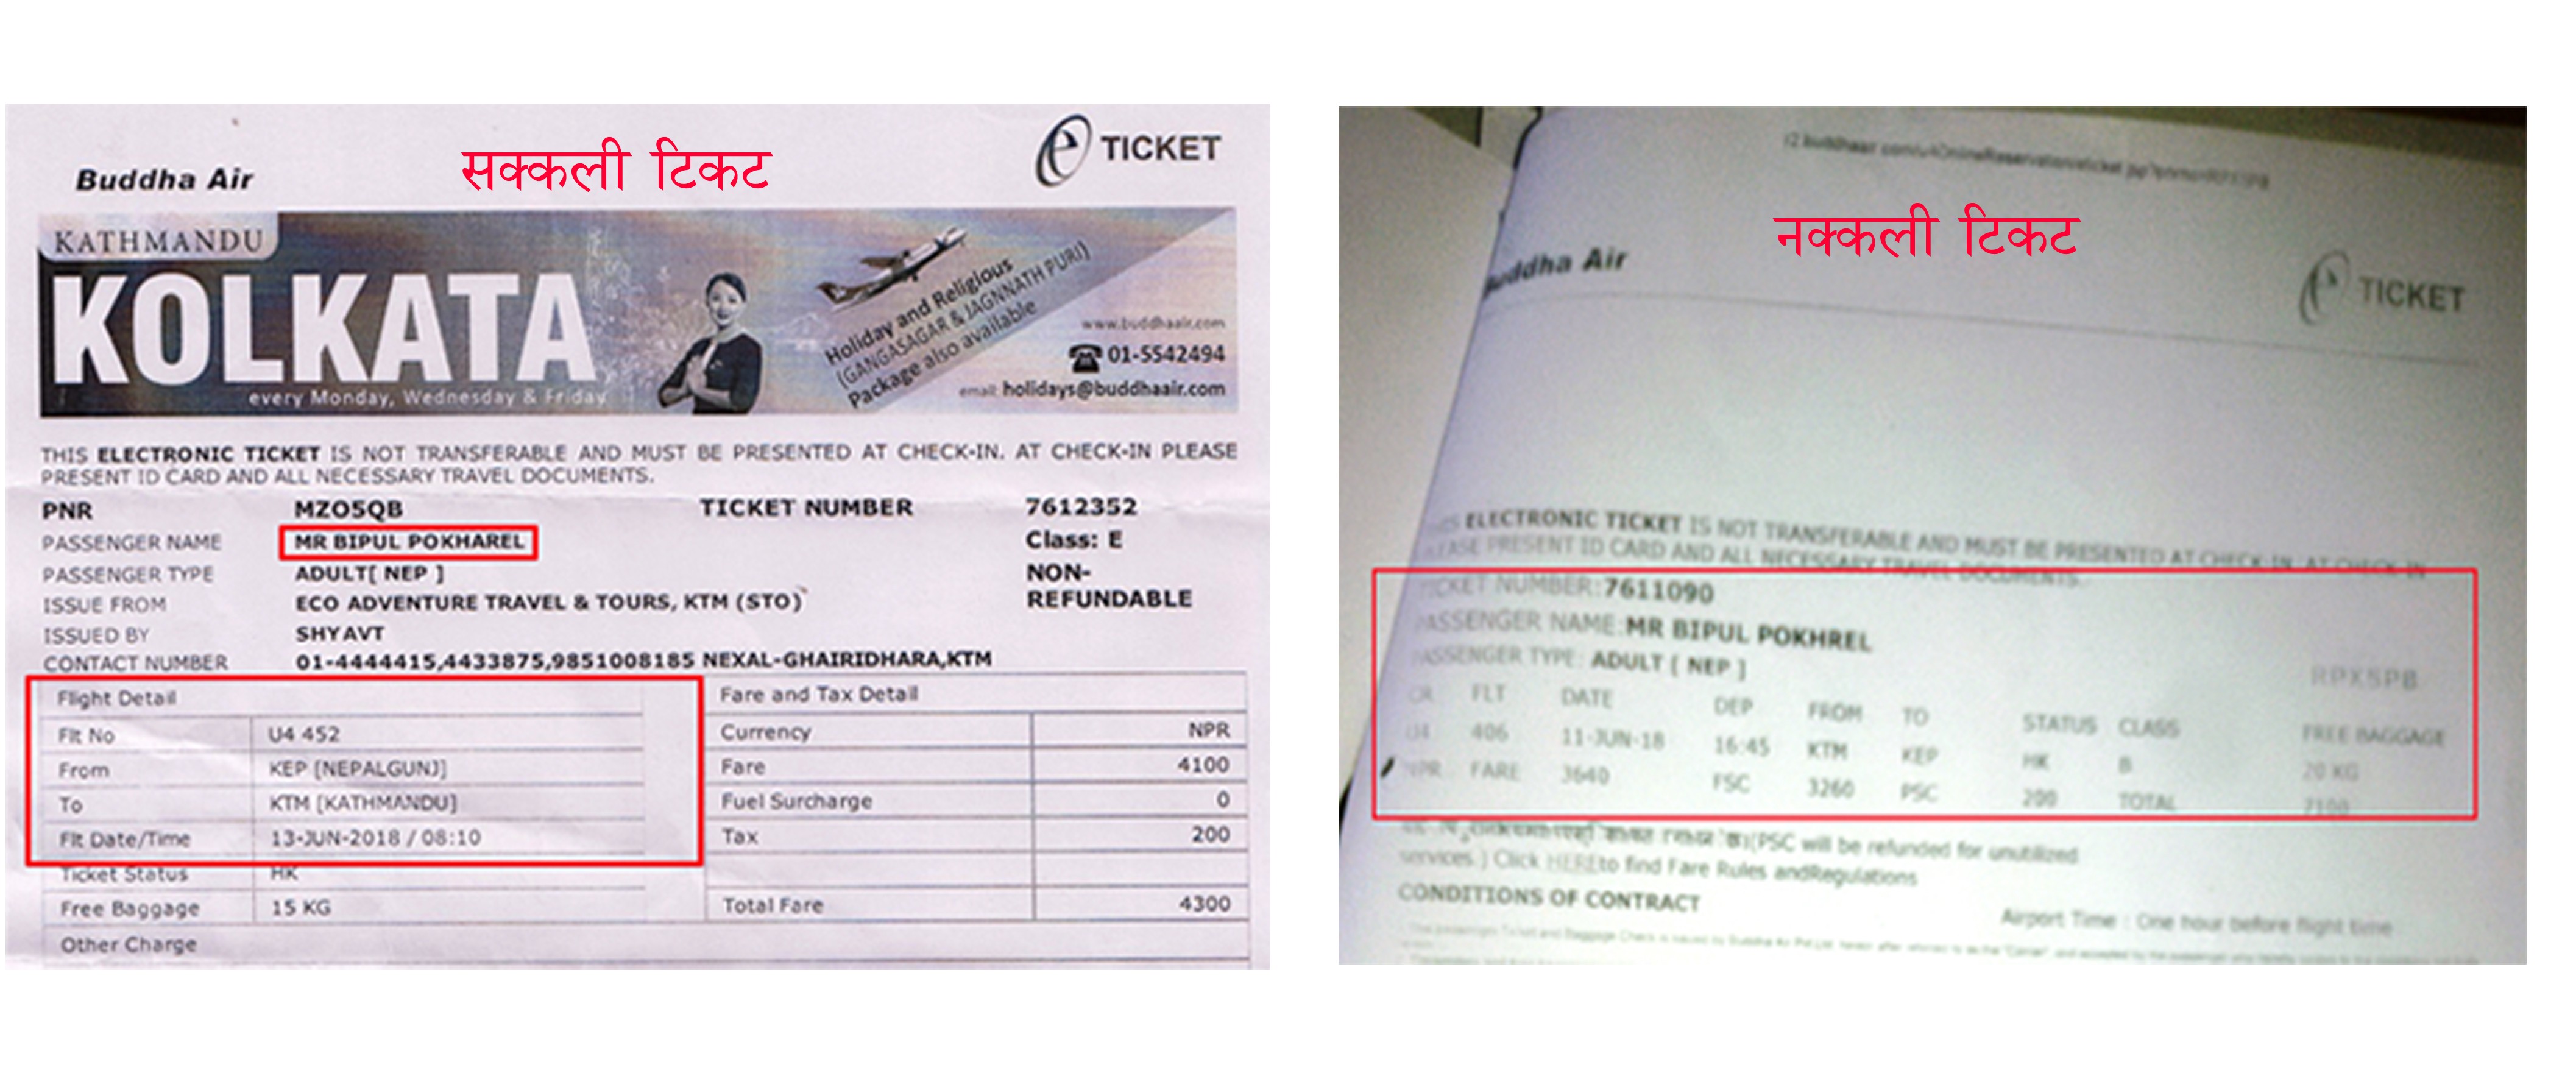 सक्कली टिकट
Buddha Air
e TICKET
KATHMANDU
KOLKATA
every Monday, Wednesday & Friday
Holiday and Religious
(GANGASAGAR & JAGNNATH PURI)
Package also available
www.buddhaair.com
01-5542494
email: holidays@buddhaair.com
THIS ELECTRONIC TICKET IS NOT TRANSFERABLE AND MUST BE PRESENTED AT CHECK-IN. AT CHECK-IN PLEASE
PRESENT ID CARD AND ALL NECESSARY TRAVEL DOCUMENTS.
PNR MZO5QB TICKET NUMBER 7612352
PASSENGER NAME MR BIPUL POKHAREL Class: E
PASSENGER TYPE ADULT[ NEP ] NON-
ISSUE FROM ECO ADVENTURE TRAVEL & TOURS, KTM (STO) REFUNDABLE
ISSUED BY SHYAVT
CONTACT NUMBER 01-4444415,4433875,9851008185 NEXAL-GHAIRIDHARA,KTM
Flight Detail Fare and Tax Detail
Flt No U4 452 Currency NPR
From KEP [NEPALGUNJ] Fare 4100
To KTM [KATHMANDU] Fuel Surcharge 0
Flt Date/Time 13-JUN-2018 / 08:10 Tax 200
Ticket Status HK
Free Baggage 15 KG Total Fare 4300
Other Charge
नक्कली टिकट
Buddha Air
e TICKET
ELECTRONIC TICKET IS NOT TRANSFERABLE AND MUST BE PRESENTED AT CHECK-IN. AT CHECK-IN
PRESENT ID CARD AND ALL NECESSARY TRAVEL DOCUMENTS.
TICKET NUMBER:7611090
PASSENGER NAME:MR BIPUL POKHREL
PASSENGER TYPE: ADULT [ NEP ] RPX5PB
FLT DATE DEP FROM TO STATUS CLASS FREE BAGGAGE
U4 406 11-JUN-18 16:45 KTM KEP HK B 20 KG
NPR FARE 3640 FSC 3260 PSC 200 TOTAL 7100
(PSC will be refunded for unutilized
services.) Click HERE to find Fare Rules andRegulations
CONDITIONS OF CONTRACT
Airport Time : One hour before flight time